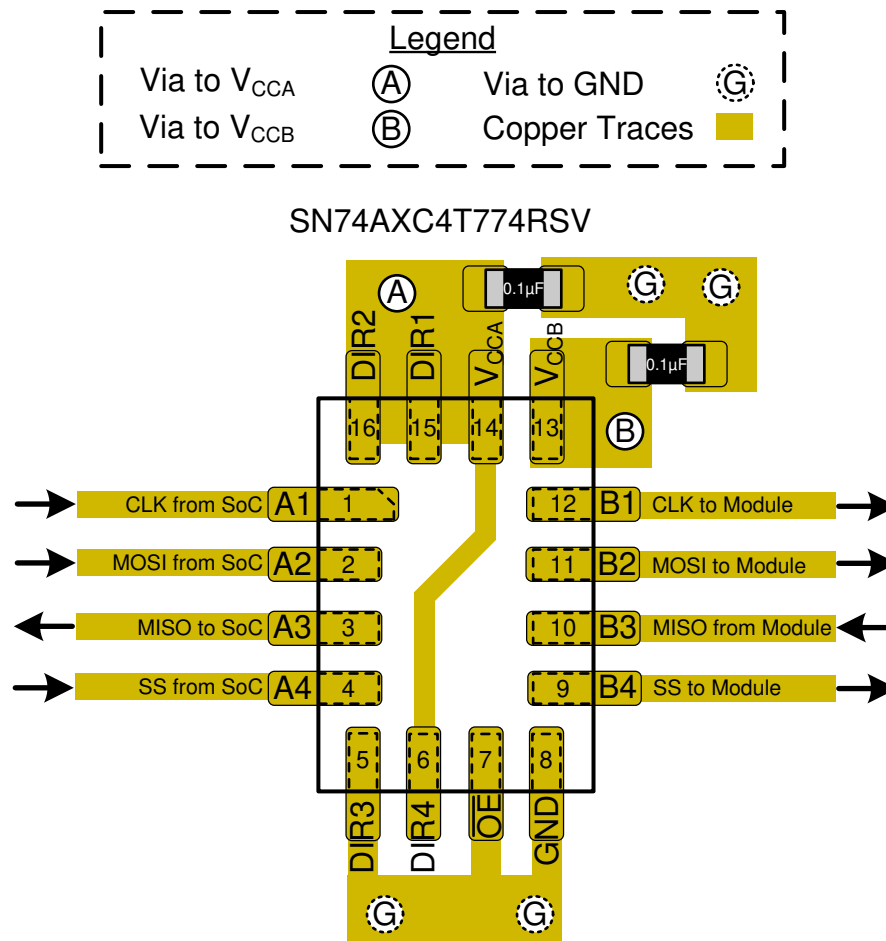 Legend
Via to VCCA A Via to GND G
Via to VCCB B Copper Traces
SN74AXC4T774RSV
A 0.1µF G G
DIR2 DIR1 VCCA VCCB 0.1µF
16 15 14 13 B
CLK from SoC A1 1 12 B1 CLK to Module
MOSI from SoC A2 2 11 B2 MOSI to Module
MISO to SoC A3 3 10 B3 MISO from Module
SS from SoC A4 4 9 B4 SS to Module
5 6 7 8
DIR3 DIR4 O̅E̅ GND
G G